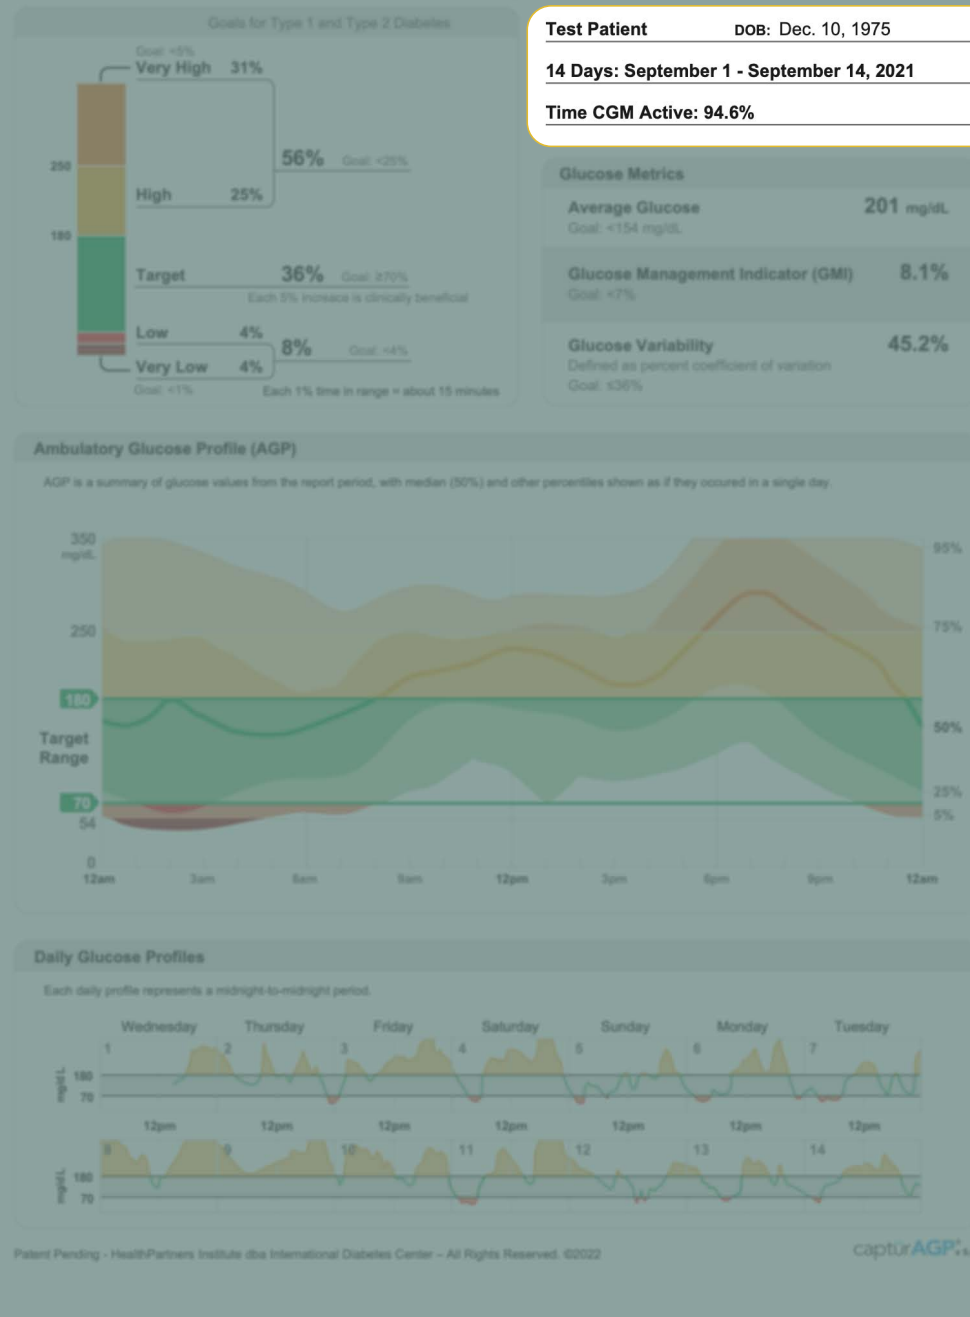 Goals for Type 1 and Type 2 Diabetes
Goal: <5%
Very High 31%
56% Goal: <25%
250
High 25%
180
Target 36% Goal: ≥70%
Each 5% increase is clinically beneficial
Low 4%
8% Goal: <4%
Very Low 4%
Goal: <1%
Each 1% time in range = about 15 minutes
Test Patient DOB: Dec. 10, 1975
14 Days: September 1 - September 14, 2021
Time CGM Active: 94.6%
Glucose Metrics
Average Glucose 201 mg/dL
Goal: <154 mg/dL
Glucose Management Indicator (GMI) 8.1%
Goal: <7%
Glucose Variability 45.2%
Defined as percent coefficient of variation
Goal: ≤36%
Ambulatory Glucose Profile (AGP)
AGP is a summary of glucose values from the report period, with median (50%) and other percentiles shown as if they occured in a single day.
350
mg/dL
95%
250
75%
180
Target
Range
50%
70
25%
54
5%
0
12am 3am 6am 9am 12pm 3pm 6pm 9pm 12am
Daily Glucose Profiles
Each daily profile represents a midnight-to-midnight period.
Wednesday Thursday Friday Saturday Sunday Monday Tuesday
1 2 3 4 5 6 7
mg/dL
180
70
12pm 12pm 12pm 12pm 12pm 12pm 12pm
8 9 10 11 12 13 14
mg/dL
180
70
Patent Pending - HealthPartners Institute dba International Diabetes Center – All Rights Reserved. ©2022
captūrAGP